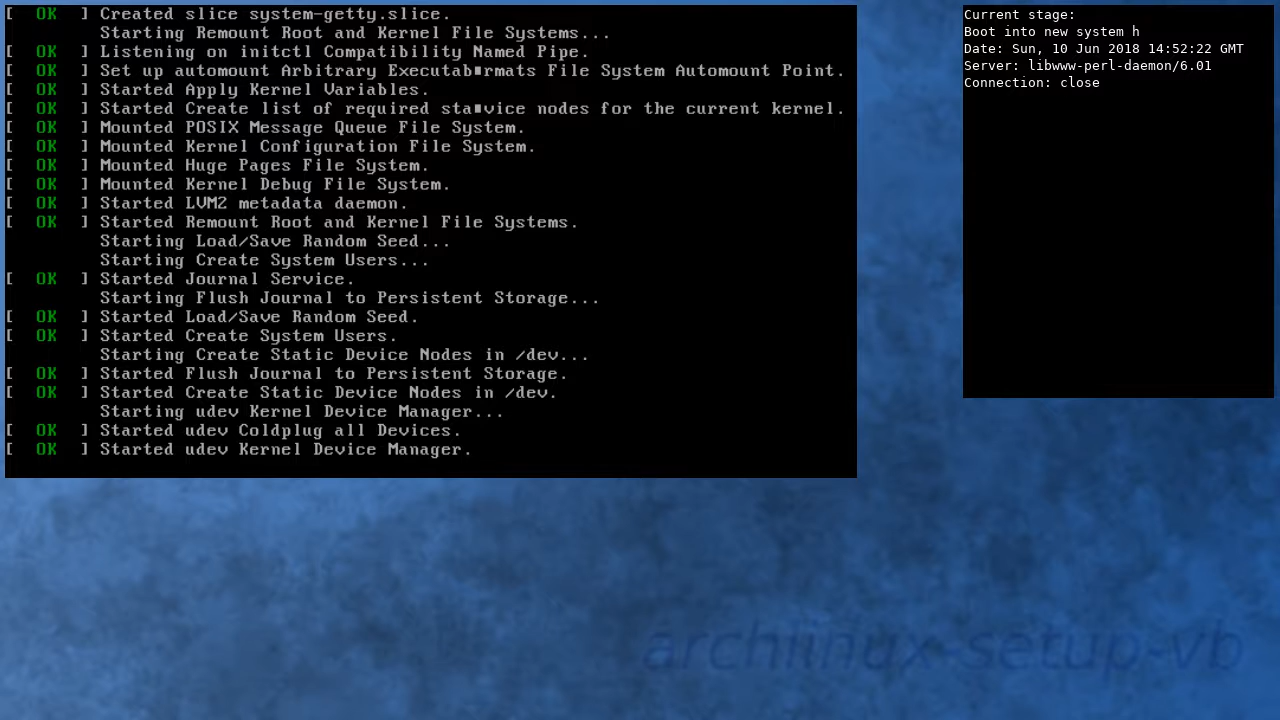 [  OK  ] Created slice system-getty.slice.
         Starting Remount Root and Kernel File Systems...
[  OK  ] Listening on initctl Compatibility Named Pipe.
[  OK  ] Set up automount Arbitrary Executab▪rmats File System Automount Point.
[  OK  ] Started Apply Kernel Variables.
[  OK  ] Started Create list of required sta▪vice nodes for the current kernel.
[  OK  ] Mounted POSIX Message Queue File System.
[  OK  ] Mounted Kernel Configuration File System.
[  OK  ] Mounted Huge Pages File System.
[  OK  ] Mounted Kernel Debug File System.
[  OK  ] Started LVM2 metadata daemon.
[  OK  ] Started Remount Root and Kernel File Systems.
         Starting Load/Save Random Seed...
         Starting Create System Users...
[  OK  ] Started Journal Service.
         Starting Flush Journal to Persistent Storage...
[  OK  ] Started Load/Save Random Seed.
[  OK  ] Started Create System Users.
         Starting Create Static Device Nodes in /dev...
[  OK  ] Started Flush Journal to Persistent Storage.
[  OK  ] Started Create Static Device Nodes in /dev.
         Starting udev Kernel Device Manager...
[  OK  ] Started udev Coldplug all Devices.
[  OK  ] Started udev Kernel Device Manager.
Current stage:
Boot into new system h
Date: Sun, 10 Jun 2018 14:52:22 GMT
Server: libwww-perl-daemon/6.01
Connection: close
archlinux-setup-vb